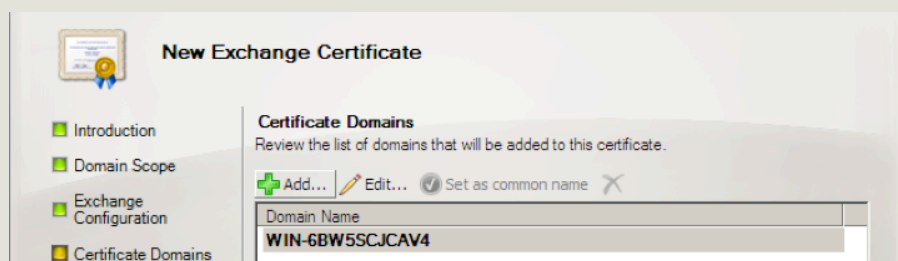 New Exchange Certificate
Introduction
Domain Scope
Exchange
Configuration
Certificate Domains
Certificate Domains
Review the list of domains that will be added to this certificate.
Add... Edit... Set as common name
Domain Name
WIN-6BW5SCJCAV4